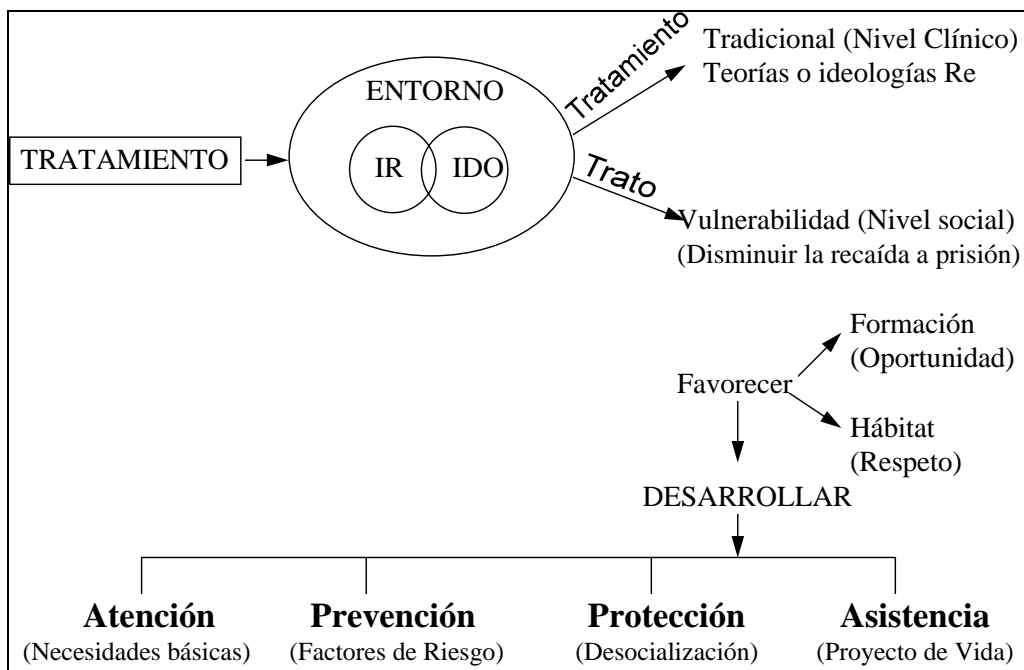 Tratamiento
Tradicional (Nivel Clínico)
Teorías o ideologías Re
ENTORNO
TRATAMIENTO
IR
IDO
Trato
Vulnerabilidad (Nivel social)
(Disminuir la recaída a prisión)
Formación
(Oportunidad)
Favorecer
Hábitat
(Respeto)
DESARROLLAR
Atención
(Necesidades básicas)
Prevención
(Factores de Riesgo)
Protección
(Desocialización)
Asistencia
(Proyecto de Vida)